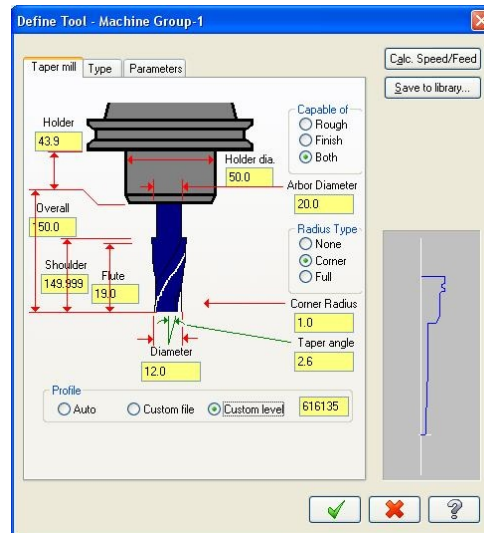 Define Tool - Machine Group-1
Taper mill Type Parameters
Calc. Speed/Feed
Save to library...
Capable of
Rough
Finish
Both
Holder
43.9
Holder dia.
50.0
Arbor Diameter
20.0
Overall
150.0
Radius Type
None
Corner
Full
Shoulder
149.999
Flute
19.0
Corner Radius
1.0
Taper angle
2.6
Diameter
12.0
Profile
Auto Custom file Custom level 616135
?